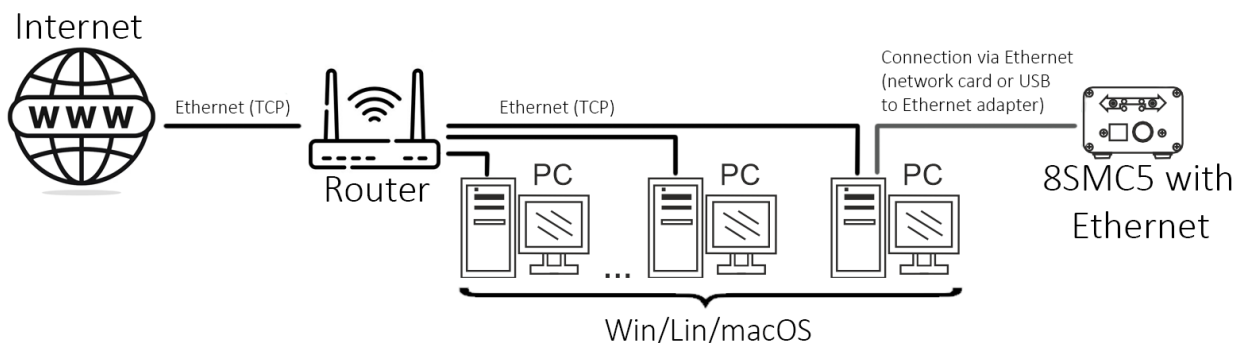 Internet
WWW
Ethernet (TCP)
Router
Ethernet (TCP)
Connection via Ethernet
(network card or USB
to Ethernet adapter)
PC
PC
PC
...
8SMC5 with
Ethernet
Win/Lin/macOS